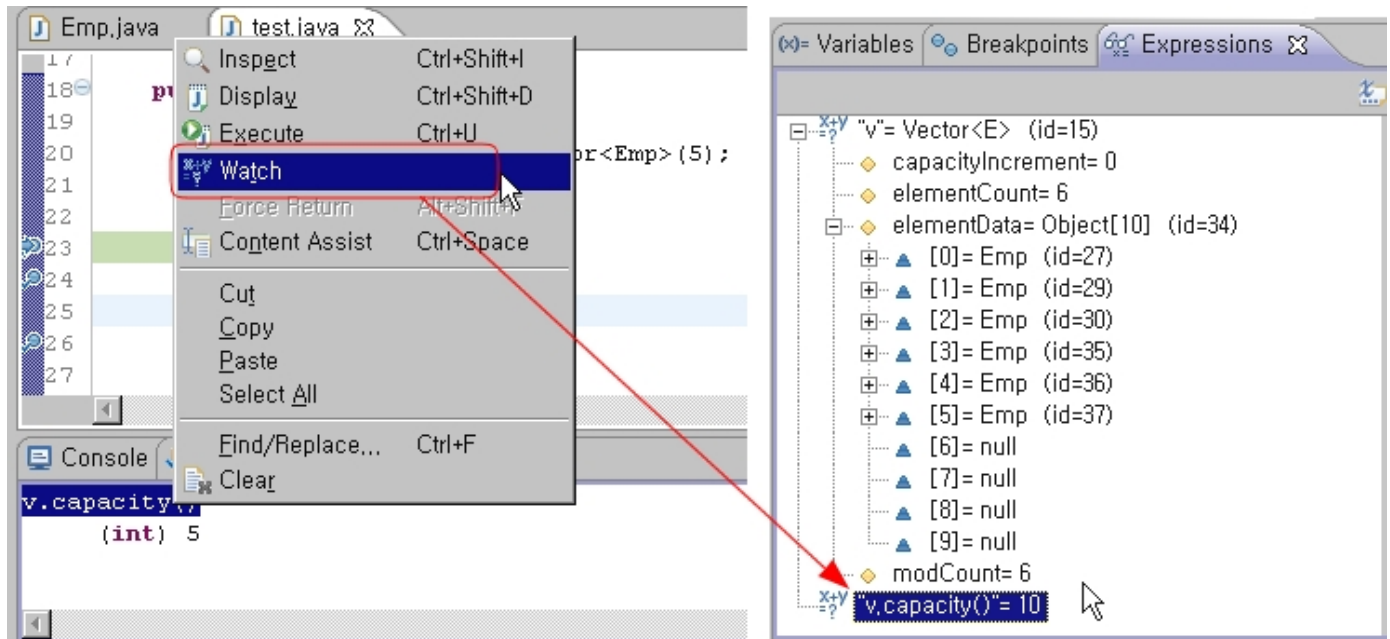 Emp.java
test.java
17
18 pu
19
20 or<Emp>(5);
21
22
23
24
25
26
27
Inspect Ctrl+Shift+I
Display Ctrl+Shift+D
Execute Ctrl+U
Watch
Force Return Alt+Shift+F
Content Assist Ctrl+Space
Cut
Copy
Paste
Select All
Find/Replace... Ctrl+F
Clear
Console
v.capacity()
(int) 5
(x)= Variables
Breakpoints
Expressions
"v"= Vector<E> (id=15)
capacityIncrement= 0
elementCount= 6
elementData= Object[10] (id=34)
[0]= Emp (id=27)
[1]= Emp (id=29)
[2]= Emp (id=30)
[3]= Emp (id=35)
[4]= Emp (id=36)
[5]= Emp (id=37)
[6]= null
[7]= null
[8]= null
[9]= null
modCount= 6
"v.capacity()"= 10